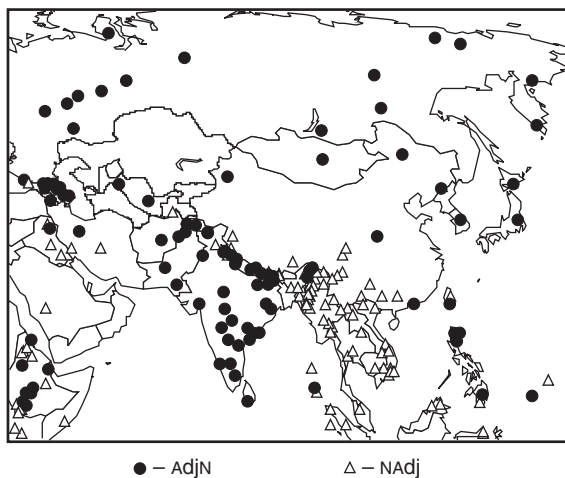 ● – AdjN △ – NAdj